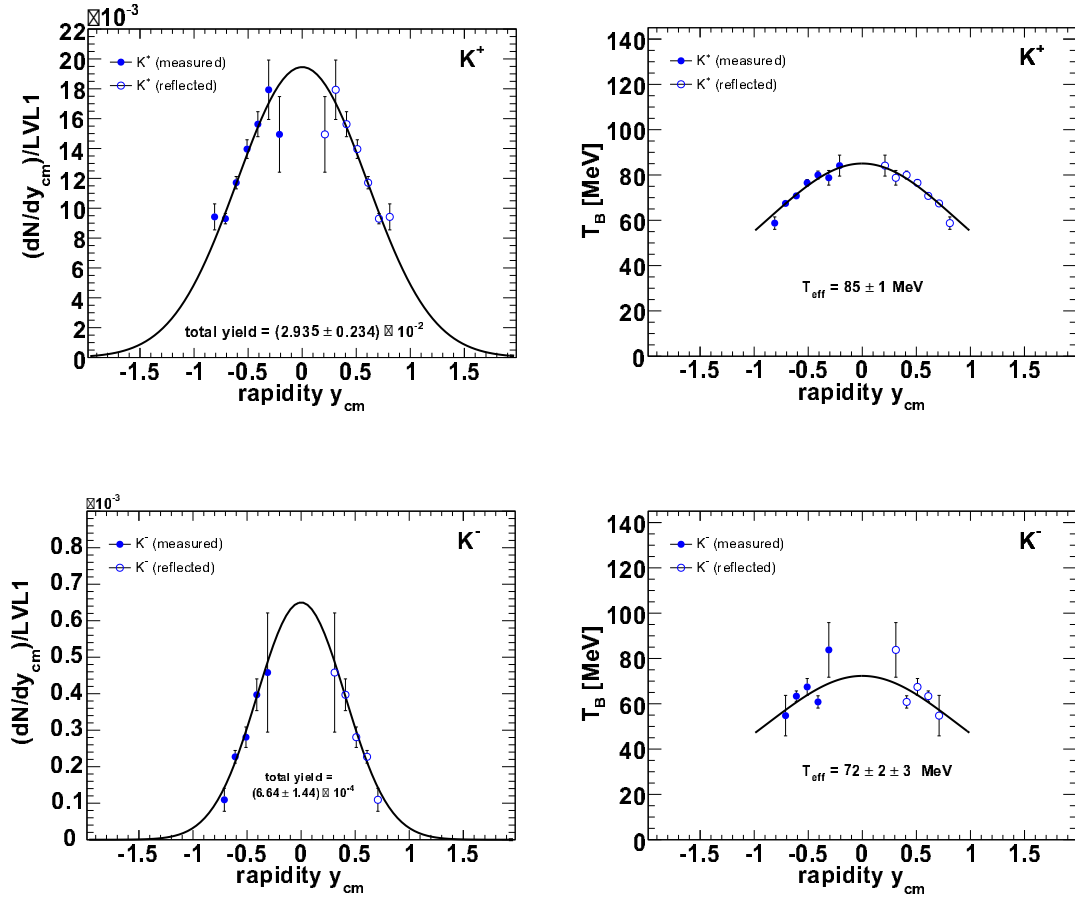 ☒10⁻³
22
20
18
16
14
12
10
8
6
4
2
0
(dN/dy_cm)/LVL1
K⁺ (measured)
K⁺ (reflected)
K⁺
total yield = (2.935 ± 0.234) ☒ 10⁻²
-1.5 -1 -0.5 0 0.5 1 1.5
rapidity y_cm
140
120
100
80
60
40
20
0
T_B [MeV]
K⁺ (measured)
K⁺ (reflected)
K⁺
T_eff = 85 ± 1 MeV
-1.5 -1 -0.5 0 0.5 1 1.5
rapidity y_cm
☒10⁻³
0.8
0.7
0.6
0.5
0.4
0.3
0.2
0.1
0
(dN/dy_cm)/LVL1
K⁻ (measured)
K⁻ (reflected)
K⁻
total yield =
(6.64 ± 1.44) ☒ 10⁻⁴
-1.5 -1 -0.5 0 0.5 1 1.5
rapidity y_cm
140
120
100
80
60
40
20
0
T_B [MeV]
K⁻ (measured)
K⁻ (reflected)
K⁻
T_eff = 72 ± 2 ± 3 MeV
-1.5 -1 -0.5 0 0.5 1 1.5
rapidity y_cm